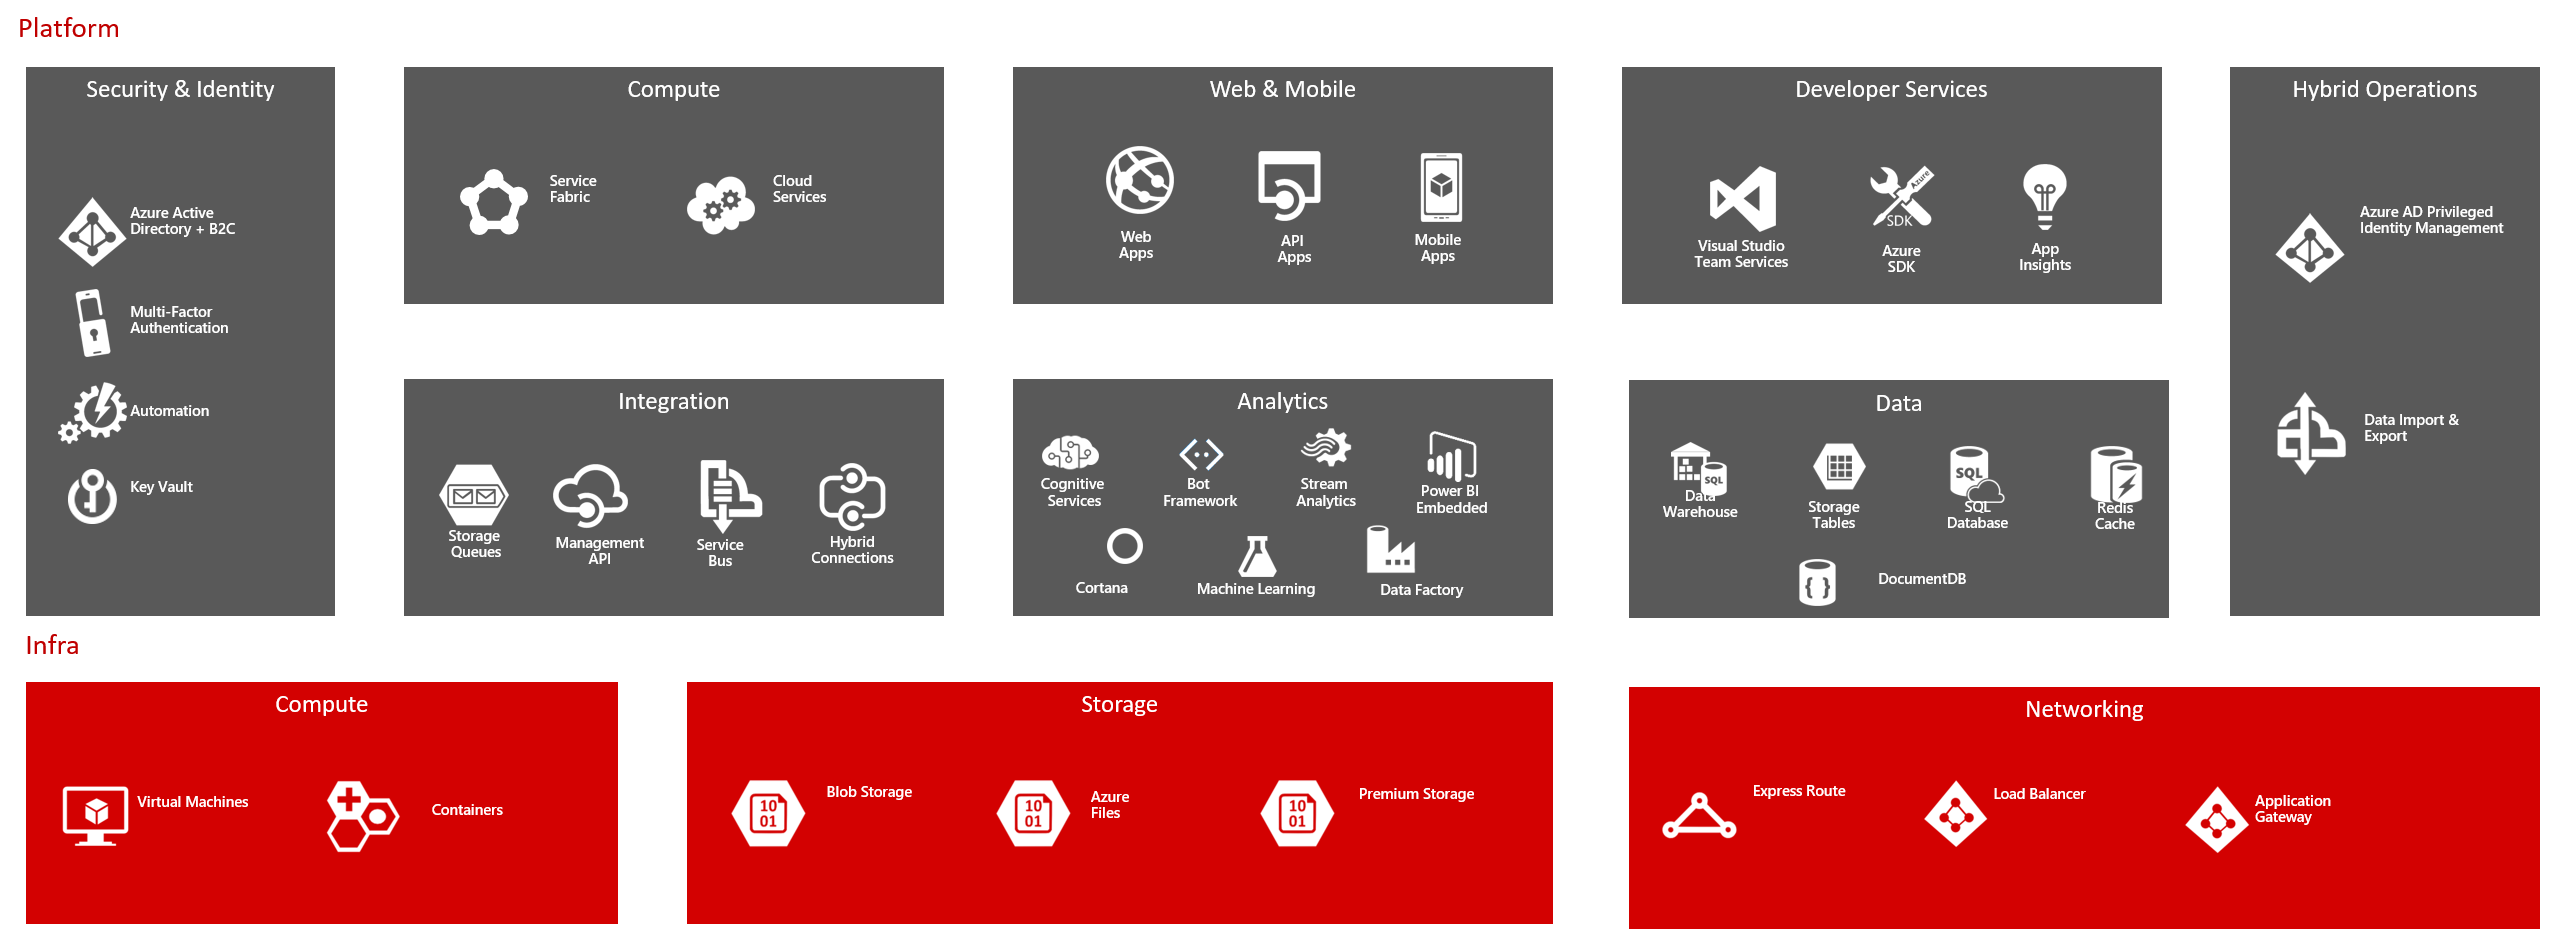 Platform
Security & Identity
Azure Active
Directory + B2C
Multi-Factor
Authentication
Automation
Key Vault
Compute
Service
Fabric
Cloud
Services
Web & Mobile
Web
Apps
API
Apps
Mobile
Apps
Developer Services
Visual Studio
Team Services
Azure
SDK
Azure
SDK
App
Insights
Hybrid Operations
Azure AD Privileged
Identity Management
Data Import &
Export
Integration
Storage
Queues
Management
API
Service
Bus
Hybrid
Connections
Analytics
Cognitive
Services
Bot
Framework
Stream
Analytics
Power BI
Embedded
Cortana
Machine Learning
Data Factory
Data
SQL
Data
Warehouse
Storage
Tables
SQL
SQL
Database
Redis
Cache
{ }
DocumentDB
Infra
Compute
Virtual Machines
Containers
Storage
10
01
Blob Storage
10
01
Azure
Files
10
01
Premium Storage
Networking
Express Route
Load Balancer
Application
Gateway